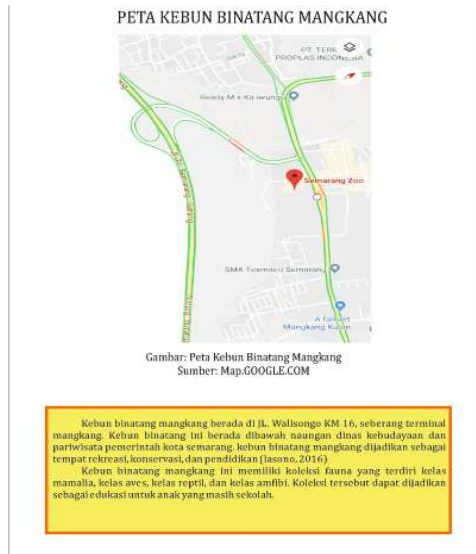 PETA KEBUN BINATANG MANGKANG
PT. TERM
PROPLAS INDONESIA
Semarang Zoo
SMK Texmaco Semarang
Mangkang Kulon
Gambar: Peta Kebun Binatang Mangkang
Sumber: Map.GOOGLE.COM
Kebun binatang mangkang berada di JL. Walisongo KM 16, seberang terminal
mangkang. Kebun binatang ini berada dibawah naungan dinas kebudayaan dan
pariwisata pemerintah kota semarang. kebun binatang mangkang dijadikan sebagai
tempat rekreasi, konservasi, dan pendidikan (lasono, 2016)
Kebun binatang mangkang ini memiliki koleksi fauna yang terdiri kelas
mamalia, kelas aves, kelas reptil, dan kelas amfibi. Koleksi tersebut dapat dijadikan
sebagai edukasi untuk anak yang masih sekolah.